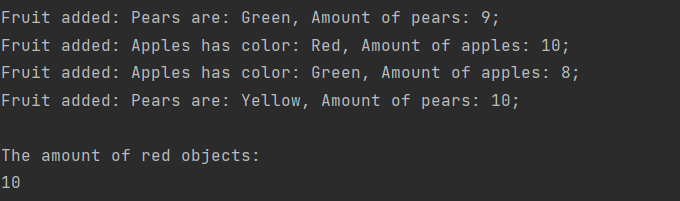 Fruit added: Pears are: Green, Amount of pears: 9;
Fruit added: Apples has color: Red, Amount of apples: 10;
Fruit added: Apples has color: Green, Amount of apples: 8;
Fruit added: Pears are: Yellow, Amount of pears: 10;
The amount of red objects:
10